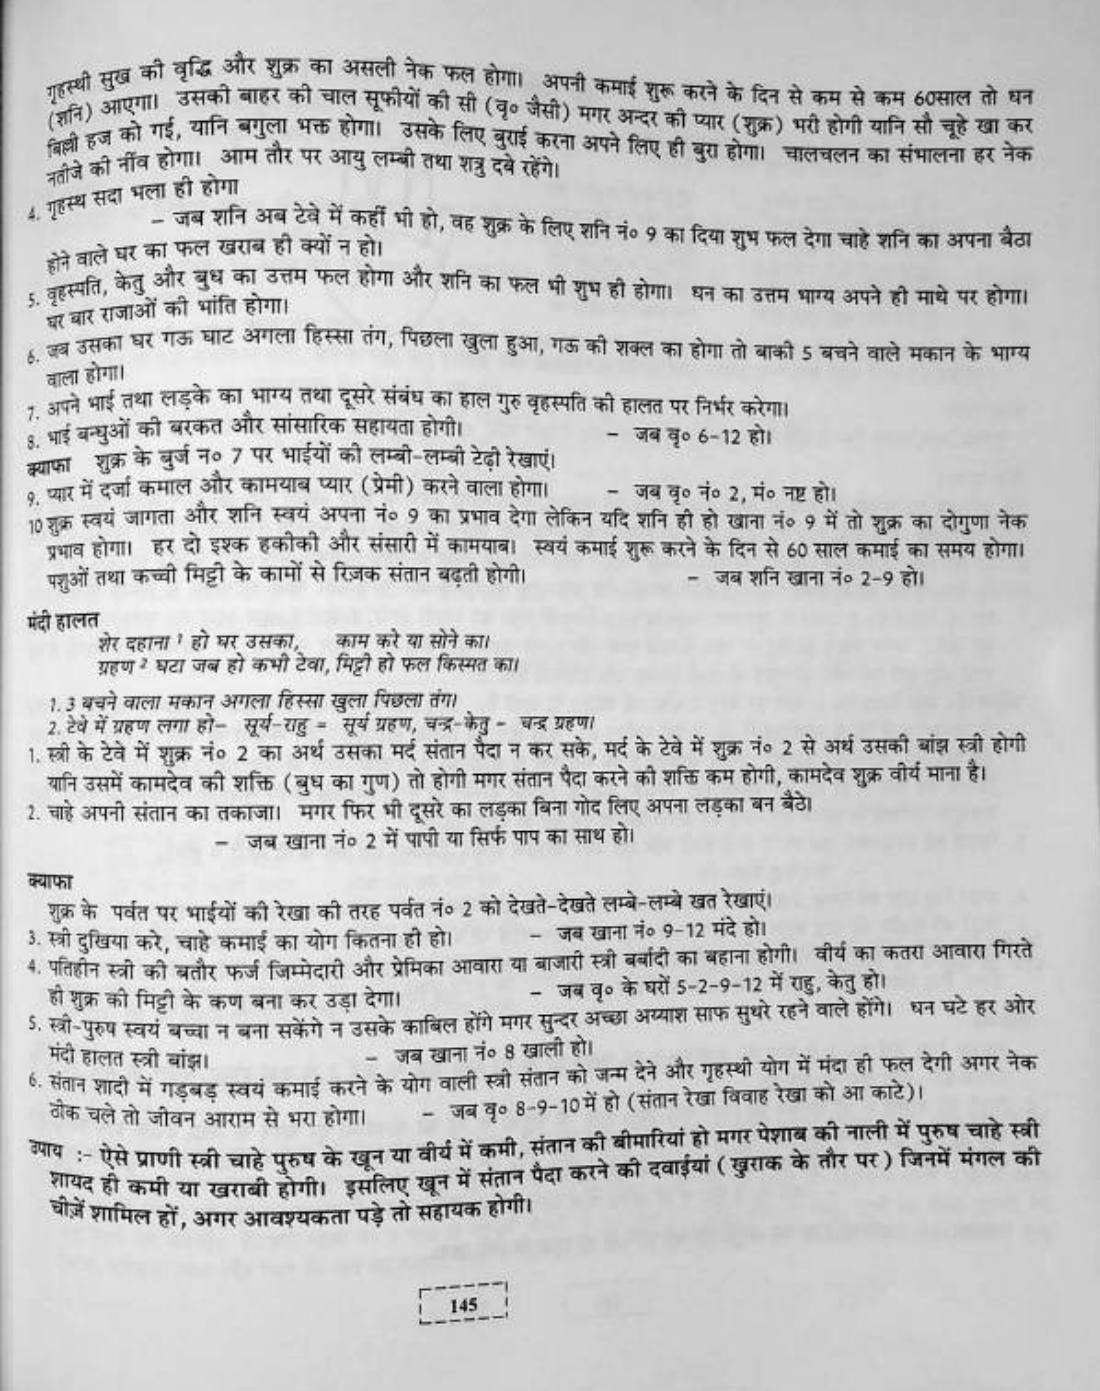 गृहस्थी सुख की वृद्धि और शुक्र का असली नेक फल होगा। अपनी कमाई शुरू करने के दिन से कम से कम 60साल तो धन
(शनि) आएगा। उसकी बाहर की चाल सूफीयों की सी (वृ० जैसी) मगर अन्दर की प्यार (शुक्र) भरी होगी यानि सौ चूहे खा कर
बिल्ली हज को गई, यानि बगुला भक्त होगा। उसके लिए बुराई करना अपने लिए ही बुरा होगा। चालचलन का संभालना हर नेक
नतीजे की नींव होगा। आम तौर पर आयु लम्बी तथा शत्रु दबे रहेंगे।
4. गृहस्थ सदा भला ही होगा
– जब शनि अब टेवे में कहीं भी हो, वह शुक्र के लिए शनि नं० 9 का दिया शुभ फल देगा चाहे शनि का अपना बैठा
होने वाले घर का फल खराब ही क्यों न हो।
5. वृहस्पति, केतु और बुध का उत्तम फल होगा और शनि का फल भी शुभ ही होगा। धन का उत्तम भाग्य अपने ही माथे पर होगा।
घर बार राजाओं की भांति होगा।
6. जब उसका घर गऊ घाट अगला हिस्सा तंग, पिछला खुला हुआ, गऊ की शक्ल का होगा तो बाकी 5 बचने वाले मकान के भाग्य
वाला होगा।
7. अपने भाई तथा लड़के का भाग्य तथा दूसरे संबंध का हाल गुरु वृहस्पति की हालत पर निर्भर करेगा।
8. भाई बन्धुओं की बरकत और सांसारिक सहायता होगी। – जब वृ० 6-12 हो।
क्याफा शुक्र के बुर्ज न० 7 पर भाईयों की लम्बी-लम्बी टेढ़ी रेखाएं।
9. प्यार में दर्जा कमाल और कामयाब प्यार (प्रेमी) करने वाला होगा। – जब वृ० नं० 2, मं० नष्ट हो।
10 शुक्र स्वयं जागता और शनि स्वयं अपना नं० 9 का प्रभाव देगा लेकिन यदि शनि ही हो खाना नं० 9 में तो शुक्र का दोगुणा नेक
प्रभाव होगा। हर दो इश्क हकीकी और संसारी में कामयाब। स्वयं कमाई शुरू करने के दिन से 60 साल कमाई का समय होगा।
पशुओं तथा कच्ची मिट्टी के कामों से रिज़क संतान बढ़ती होगी। – जब शनि खाना नं० 2-9 हो।
मंदी हालत
शेर दहाना ¹ हो घर उसका, काम करे या सोने का।
ग्रहण ² घटा जब हो कभी टेवा, मिट्टी हो फल किस्मत का।
1. 3 बचने वाला मकान अगला हिस्सा खुला पिछला तंग।
2. टेवे में ग्रहण लगा हो– सूर्य-राहु = सूर्य ग्रहण, चन्द्र-केतु – चन्द्र ग्रहण।
1. स्त्री के टेवे में शुक्र नं० 2 का अर्थ उसका मर्द संतान पैदा न कर सके, मर्द के टेवे में शुक्र नं० 2 से अर्थ उसकी बांझ स्त्री होगी
यानि उसमें कामदेव की शक्ति (बुध का गुण) तो होगी मगर संतान पैदा करने की शक्ति कम होगी, कामदेव शुक्र वीर्य माना है।
2. चाहे अपनी संतान का तकाजा। मगर फिर भी दूसरे का लड़का बिना गोद लिए अपना लड़का बन बैठे।
– जब खाना नं० 2 में पापी या सिर्फ पाप का साथ हो।
क्याफा
शुक्र के पर्वत पर भाईयों की रेखा की तरह पर्वत नं० 2 को देखते-देखते लम्बे-लम्बे खत रेखाएं।
3. स्त्री दुखिया करे, चाहे कमाई का योग कितना ही हो। – जब खाना नं० 9-12 मंदे हो।
4. पतिहीन स्त्री की बतौर फर्ज जिम्मेदारी और प्रेमिका आवारा या बाजारी स्त्री बर्बादी का बहाना होगी। वीर्य का कतरा आवारा गिरते
ही शुक्र की मिट्टी के कण बना कर उड़ा देगा। – जब वृ० के घरों 5-2-9-12 में राहु, केतु हो।
5. स्त्री-पुरुष स्वयं बच्चा न बना सकेंगे न उसके काबिल होंगे मगर सुन्दर अच्छा अय्याश साफ सुथरे रहने वाले होंगे। धन घटे हर ओर
मंदी हालत स्त्री बांझ। – जब खाना नं० 8 खाली हो।
6. संतान शादी में गड़बड़ स्वयं कमाई करने के योग वाली स्त्री संतान को जन्म देने और गृहस्थी योग में मंदा ही फल देगी अगर नेक
ठीक चले तो जीवन आराम से भरा होगा। – जब वृ० 8-9-10 में हो (संतान रेखा विवाह रेखा को आ काटे)।
उपाय :- ऐसे प्राणी स्त्री चाहे पुरुष के खून या वीर्य में कमी, संतान की बीमारियां हो मगर पेशाब की नाली में पुरुष चाहे स्त्री
शायद ही कमी या खराबी होगी। इसलिए खून में संतान पैदा करने की दवाईयां (खुराक के तौर पर) जिनमें मंगल की
चीज़ें शामिल हों, अगर आवश्यकता पड़े तो सहायक होगी।
145